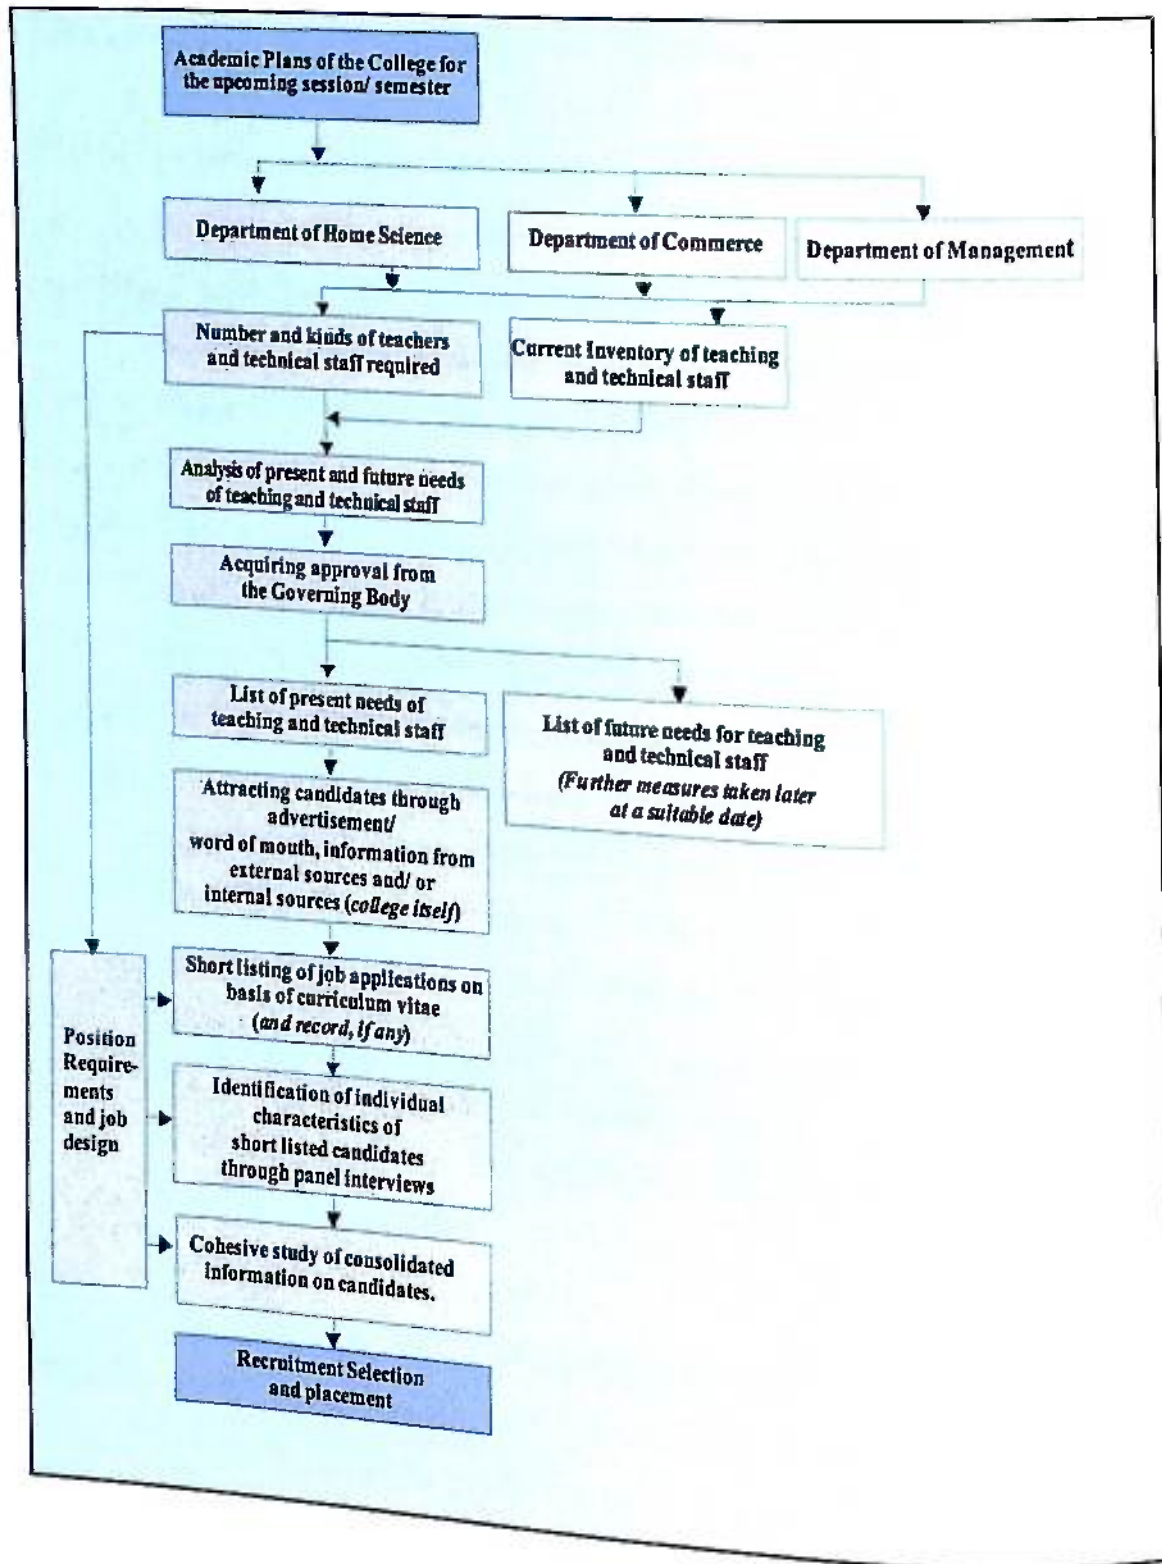 Academic Plans of the College for
the upcoming session/ semester
Department of Home Science
Department of Commerce
Department of Management
Number and kinds of teachers
and technical staff required
Current Inventory of teaching
and technical staff
Analysis of present and future needs
of teaching and technical staff
Acquiring approval from
the Governing Body
List of present needs of
teaching and technical staff
List of future needs for teaching
and technical staff
(Further measures taken later
at a suitable date)
Attracting candidates through
advertisement/
word of mouth, information from
external sources and/ or
internal sources (college itself)
Short listing of job applications on
basis of curriculum vitae
(and record, if any)
Position
Require-
ments
and job
design
Identification of individual
characteristics of
short listed candidates
through panel interviews
Cohesive study of consolidated
information on candidates.
Recruitment Selection
and placement